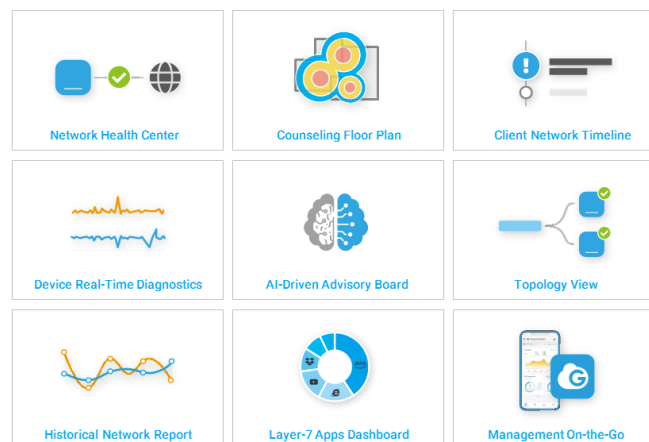 Network Health Center
Counseling Floor Plan
Client Network Timeline
Device Real-Time Diagnostics
AI-Driven Advisory Board
Topology View
Historical Network Report
Layer-7 Apps Dashboard
Management On-the-Go